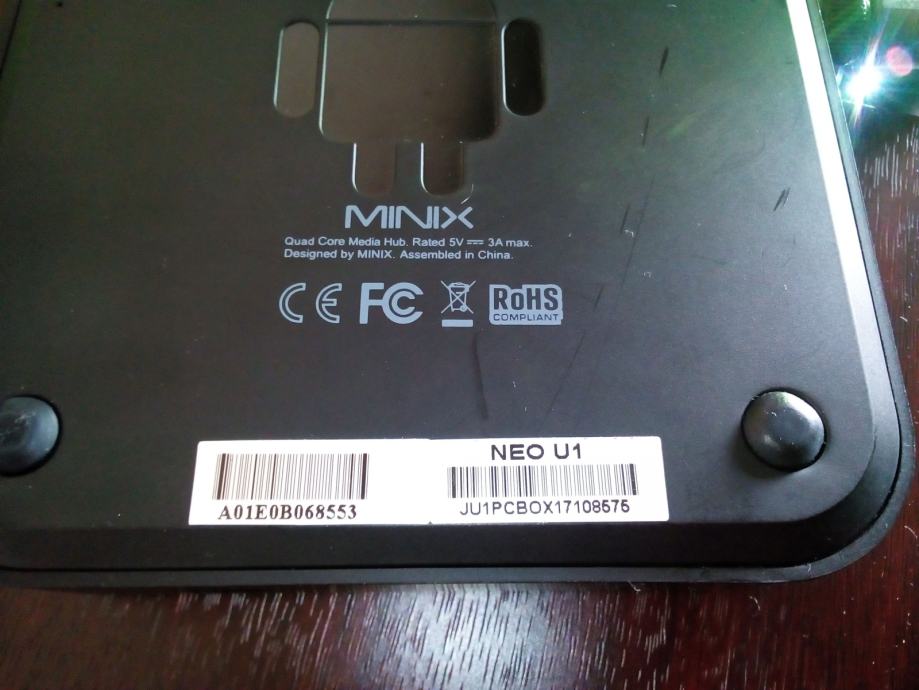 MINIX
Quad Core Media Hub. Rated 5V ⎓ 3A max.
Designed by MINIX. Assembled in China.
CE FC RoHS
COMPLIANT
NEO U1
A01E0B068553 JU1PCBOX17108575